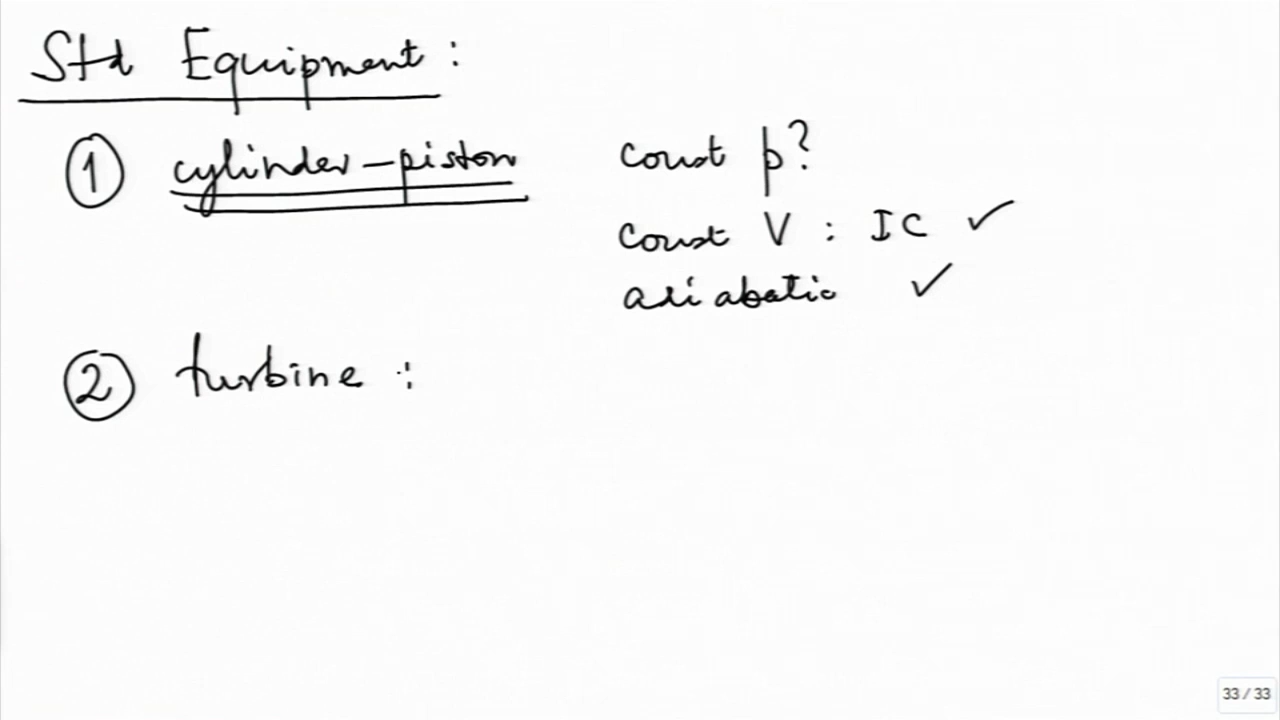 Std Equipment :
① cylinder-piston const p?
const V : IC ✓
adiabatic ✓
② turbine :
33 / 33